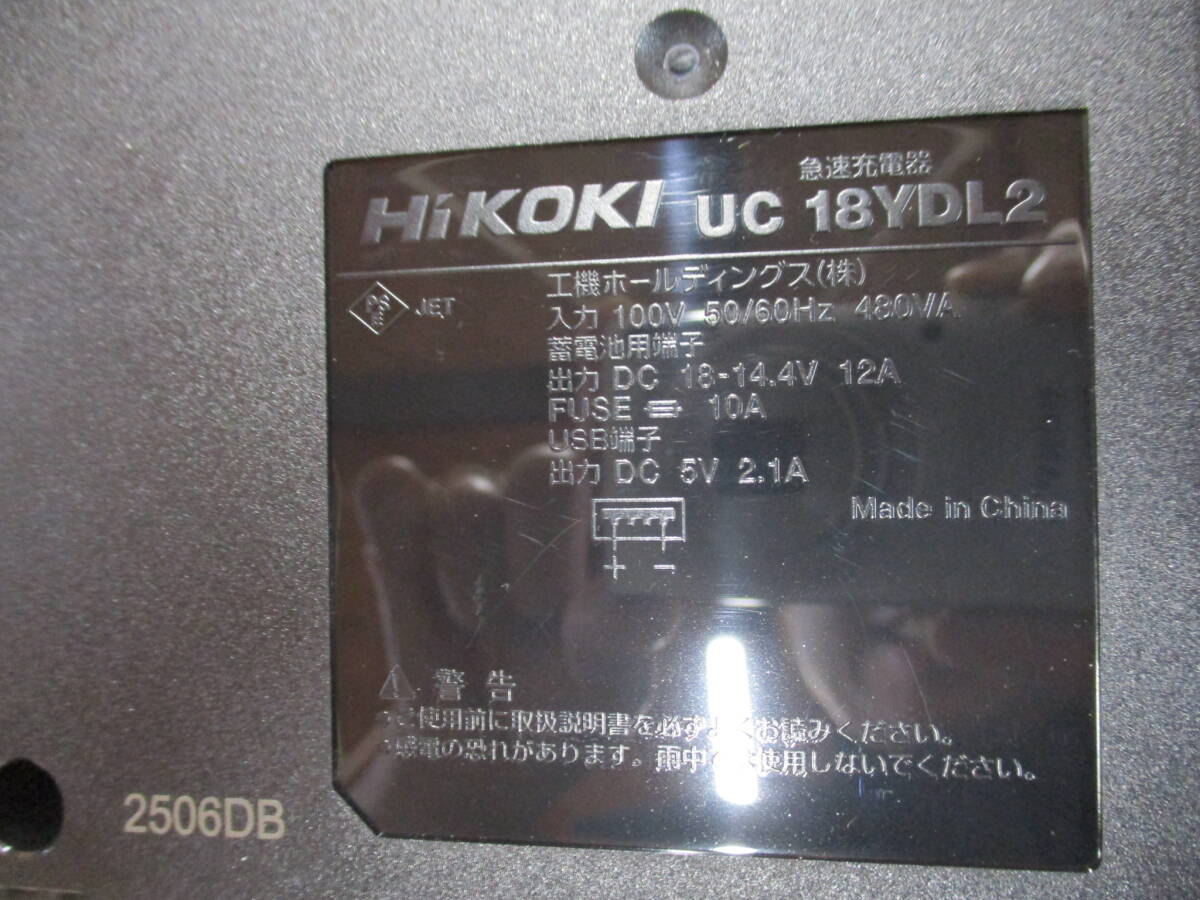 急速充電器
HiKOKI UC 18YDL2
PS E JET
工機ホールディングス(株)
入力 100V 50/60Hz 480VA
蓄電池用端子
出力 DC 18-14.4V 12A
FUSE 10A
USB端子
出力 DC 5V 2.1A
Made in China
+ −
警告
ご使用前に取扱説明書を必ずよくお読みください。
感電の恐れがあります。雨中では使用しないでください。
2506DB